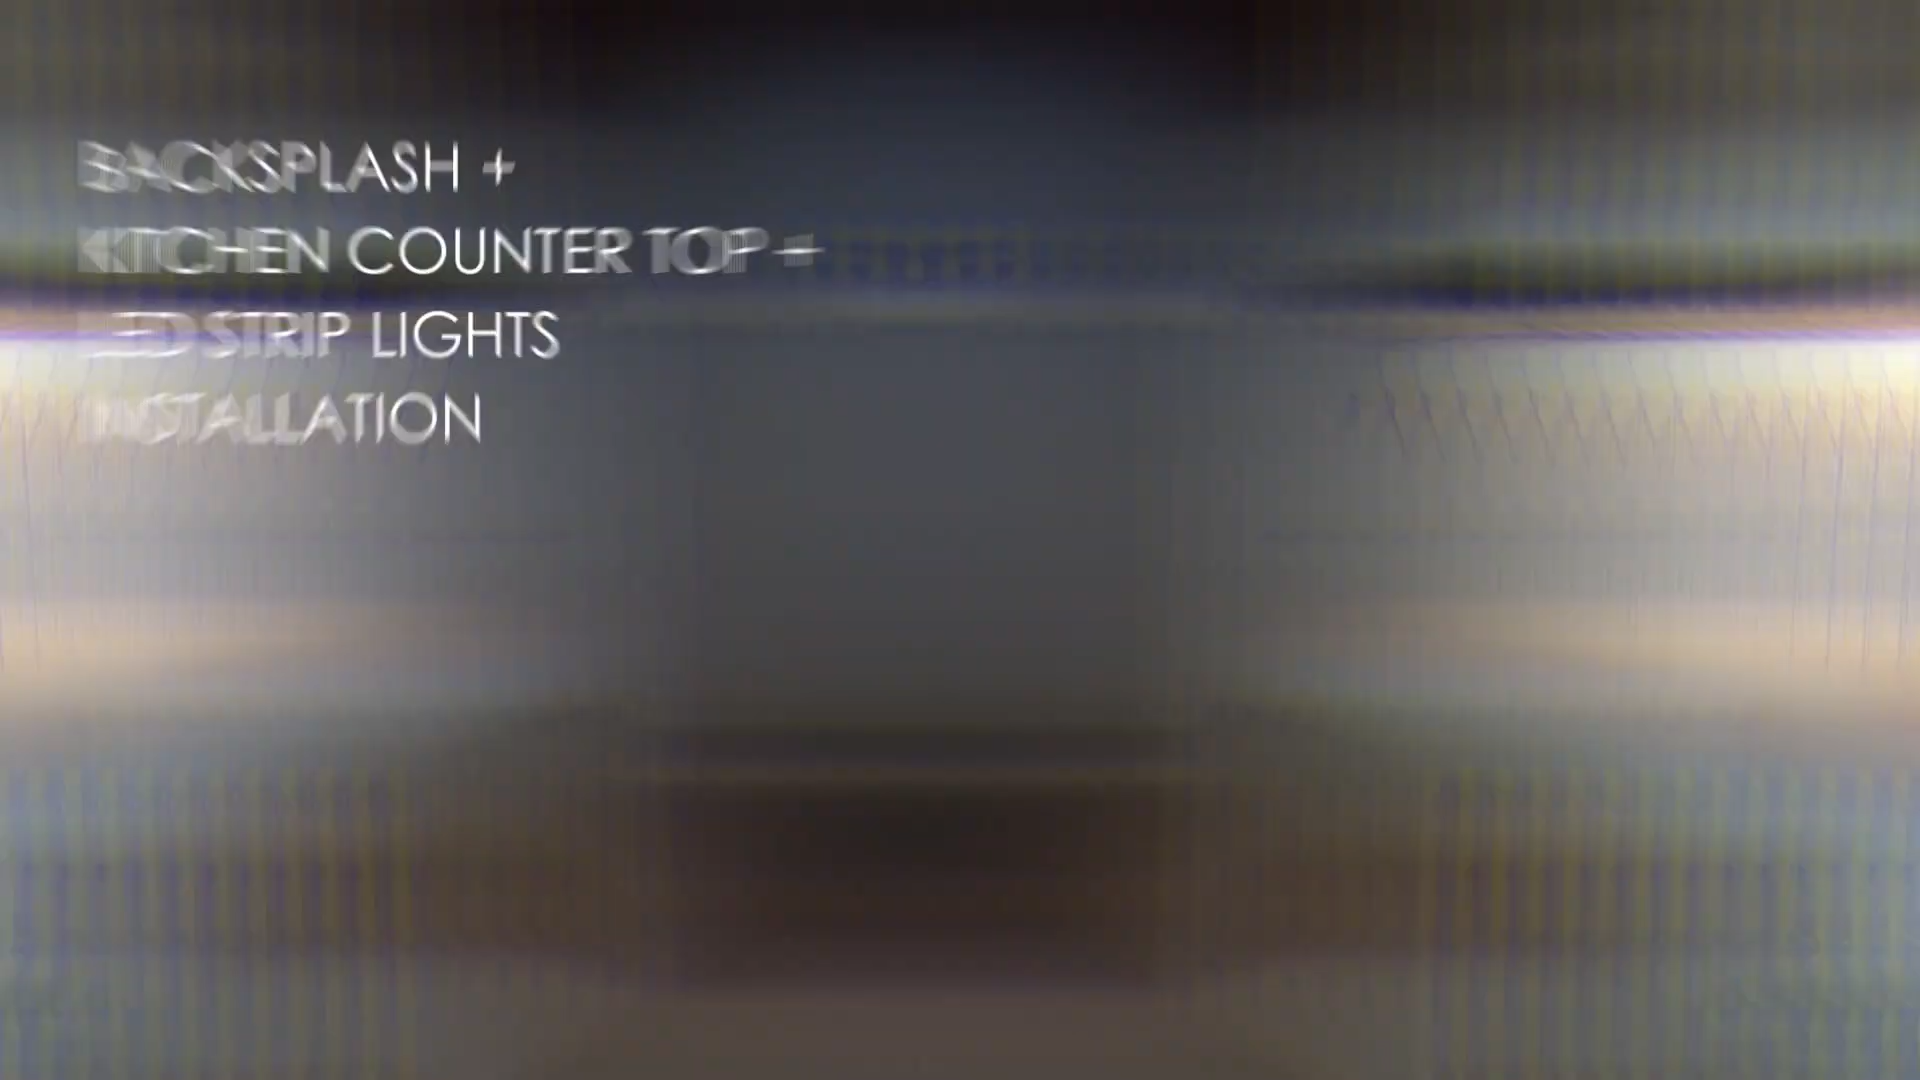 BACKSPLASH +
KITCHEN COUNTER TOP +
LED STRIP LIGHTS
INSTALLATION